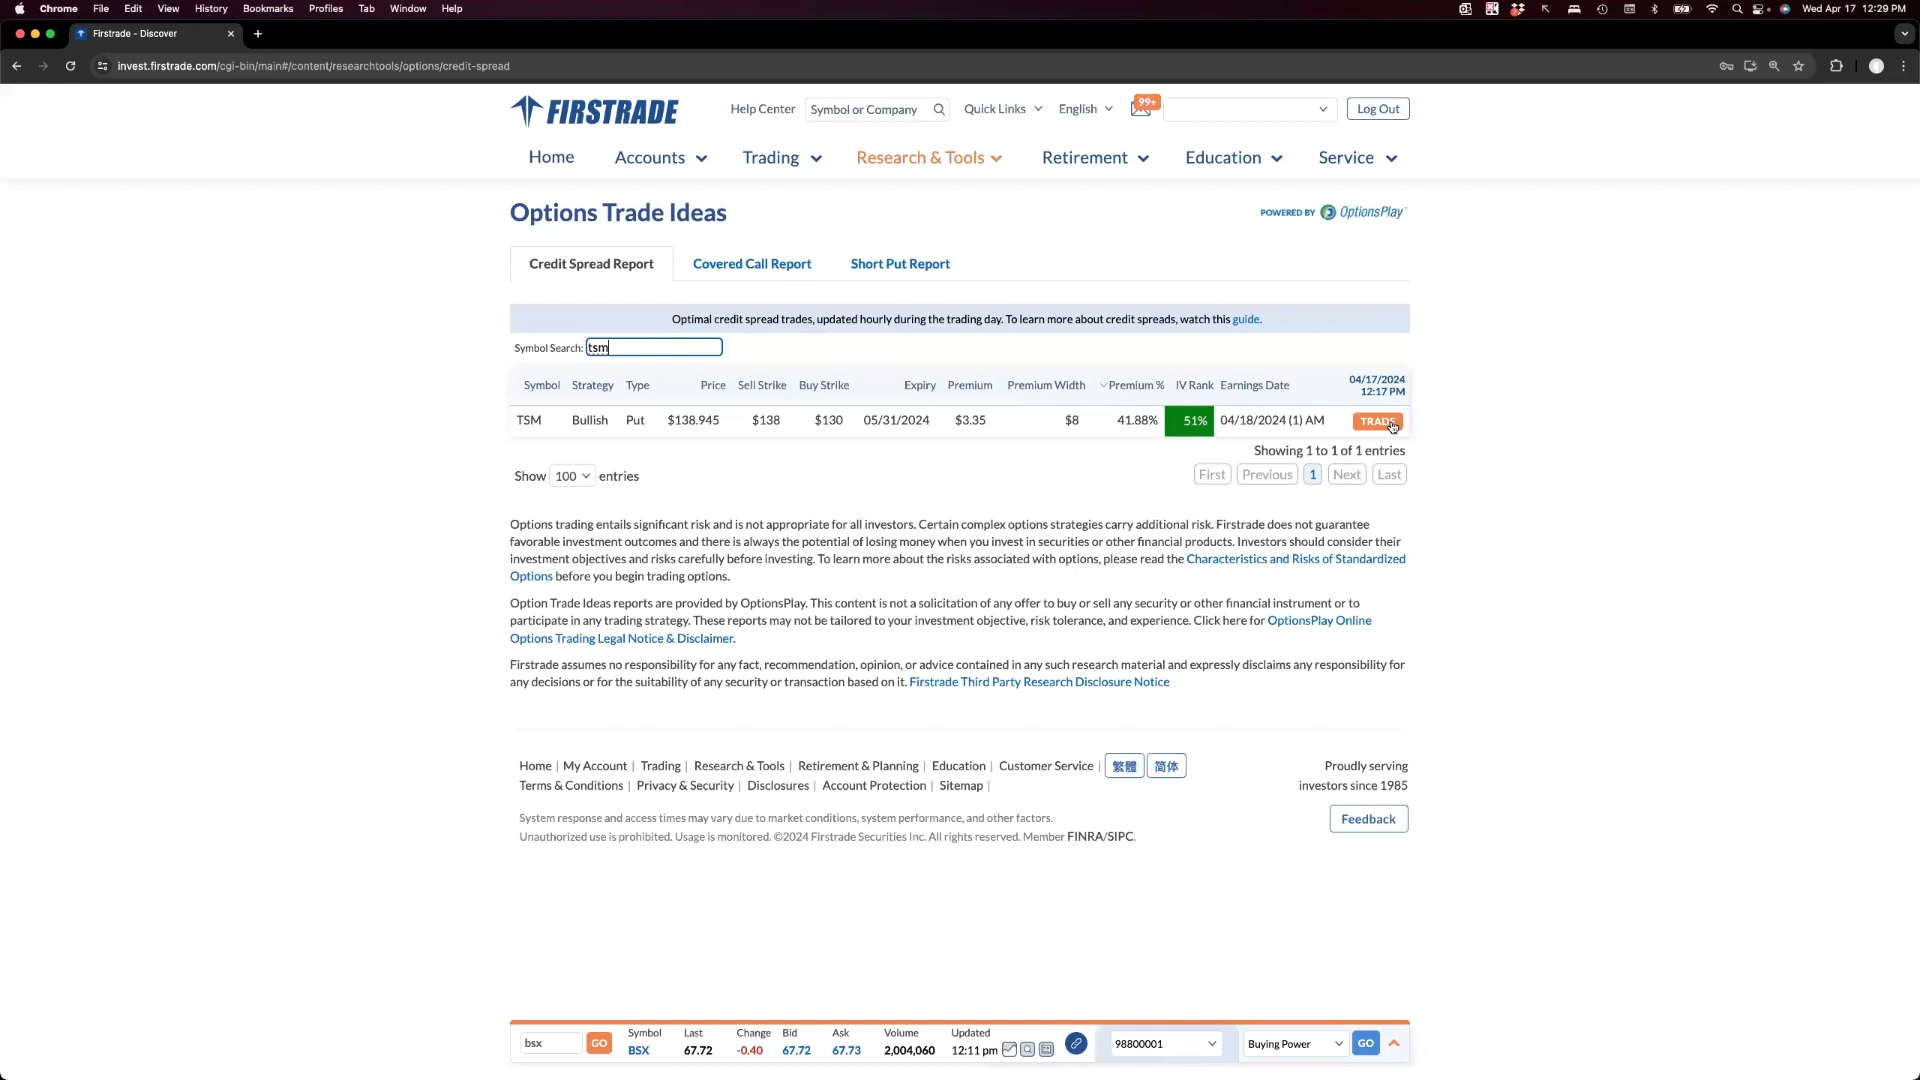 Chrome File Edit View History Bookmarks Profiles Tab Window Help Wed Apr 17 12:29 PM
Firstrade - Discover
invest.firstrade.com/cgi-bin/main#/content/researchtools/options/credit-spread
FIRSTRADE Help Center Symbol or Company Quick Links English 99+ Log Out
Home Accounts Trading Research & Tools Retirement Education Service
Options Trade Ideas POWERED BY OptionsPlay
Credit Spread Report Covered Call Report Short Put Report
Optimal credit spread trades, updated hourly during the trading day. To learn more about credit spreads, watch this guide.
Symbol Search: tsm
Symbol Strategy Type Price Sell Strike Buy Strike Expiry Premium Premium Width Premium % IV Rank Earnings Date 04/17/2024
12:17 PM
TSM Bullish Put $138.945 $138 $130 05/31/2024 $3.35 $8 41.88% 51% 04/18/2024 (1) AM TRADE
Showing 1 to 1 of 1 entries
Show 100 entries First Previous 1 Next Last
Options trading entails significant risk and is not appropriate for all investors. Certain complex options strategies carry additional risk. Firstrade does not guarantee
favorable investment outcomes and there is always the potential of losing money when you invest in securities or other financial products. Investors should consider their
investment objectives and risks carefully before investing. To learn more about the risks associated with options, please read the Characteristics and Risks of Standardized
Options before you begin trading options.
Option Trade Ideas reports are provided by OptionsPlay. This content is not a solicitation of any offer to buy or sell any security or other financial instrument or to
participate in any trading strategy. These reports may not be tailored to your investment objective, risk tolerance, and experience. Click here for OptionsPlay Online
Options Trading Legal Notice & Disclaimer.
Firstrade assumes no responsibility for any fact, recommendation, opinion, or advice contained in any such research material and expressly disclaims any responsibility for
any decisions or for the suitability of any security or transaction based on it. Firstrade Third Party Research Disclosure Notice
Home | My Account | Trading | Research & Tools | Retirement & Planning | Education | Customer Service | 繁體 简体 Proudly serving
Terms & Conditions | Privacy & Security | Disclosures | Account Protection | Sitemap | investors since 1985
System response and access times may vary due to market conditions, system performance, and other factors.
Feedback
Unauthorized use is prohibited. Usage is monitored. ©2024 Firstrade Securities Inc. All rights reserved. Member FINRA/SIPC.
Symbol Last Change Bid Ask Volume Updated
bsx GO BSX 67.72 -0.40 67.72 67.73 2,004,060 12:11 pm 98800001 Buying Power GO